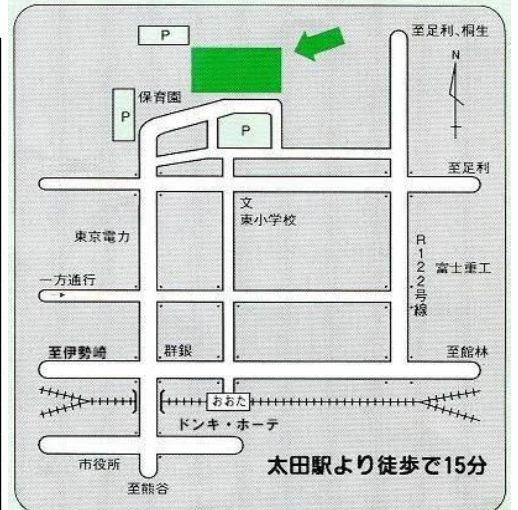 P
至足利、桐生
N
保育園
P
P
至足利
文
東小学校
東京電力
R122号線
富士重工
一方通行
至伊勢崎
群銀
至館林
おおた
ドンキ・ホーテ
市役所
太田駅より徒歩で15分
至熊谷